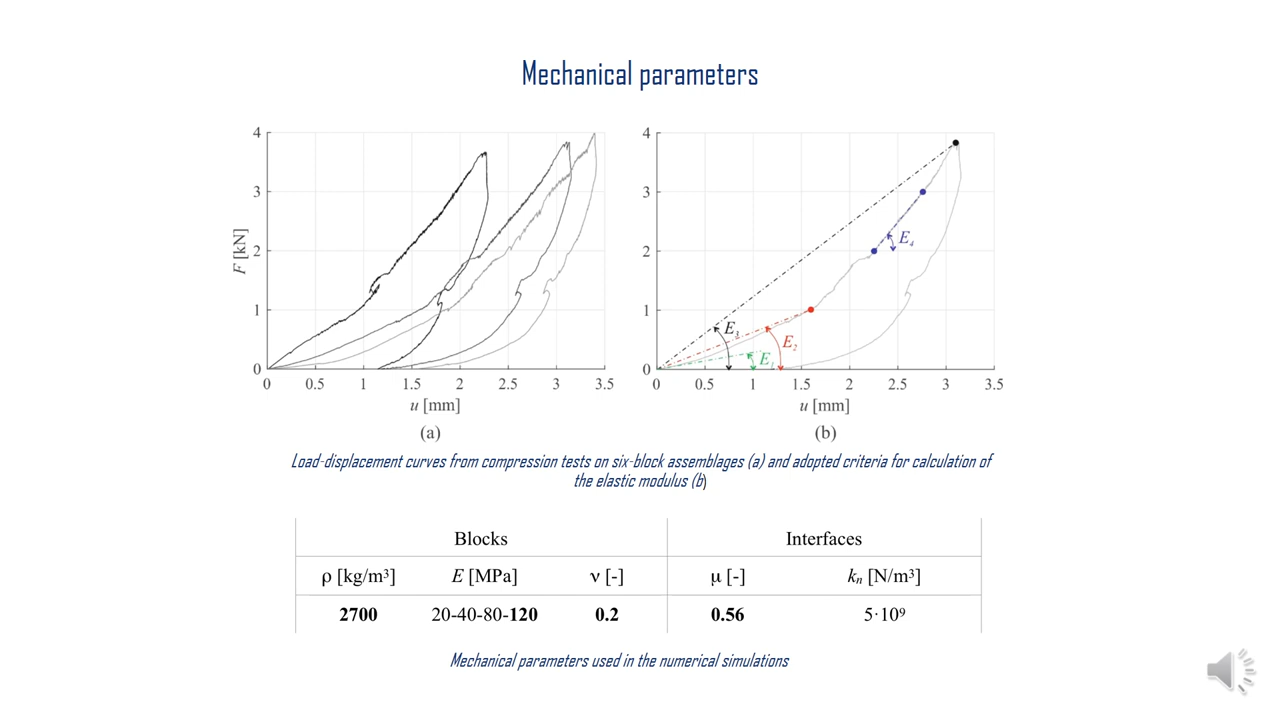 Mechanical parameters
4
3
2
1
0
F [kN]
0
0.5
1
1.5
2
2.5
3
3.5
u [mm]
(a)
4
3
2
1
0
E3
E2
E1
E4
0
0.5
1
1.5
2
2.5
3
3.5
u [mm]
(b)
Load-displacement curves from compression tests on six-block assemblages (a) and adopted criteria for calculation of
the elastic modulus (b)
Blocks Interfaces
ρ [kg/m³] E [MPa] ν [-] μ [-] kn [N/m³]
2700 20-40-80-120 0.2 0.56 5·10⁹
Mechanical parameters used in the numerical simulations